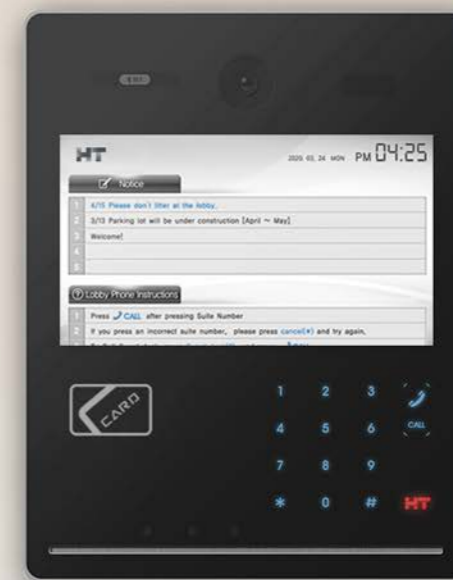 HT
2020. 03, 24 MON PM 04:25
Notice
1 4/15 Please don't litter at the lobby.
2 3/13 Parking lot will be under construction [April ~ May]
3 Welcome!
4
5
Lobby Phone Instructions
1 Press CALL after pressing Suite Number
2 If you press an incorrect suite number, please press cancel(*) and try again,
CARD
1 2 3
4 5 6 CALL
7 8 9
* 0 # HT